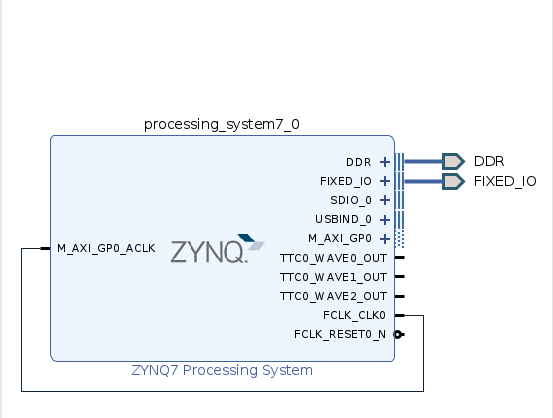 processing_system7_0
DDR
FIXED_IO
SDIO_0
USBIND_0
M_AXI_GP0
TTC0_WAVE0_OUT
TTC0_WAVE1_OUT
TTC0_WAVE2_OUT
FCLK_CLK0
FCLK_RESET0_N
M_AXI_GP0_ACLK
ZYNQ.
DDR
FIXED_IO
ZYNQ7 Processing System